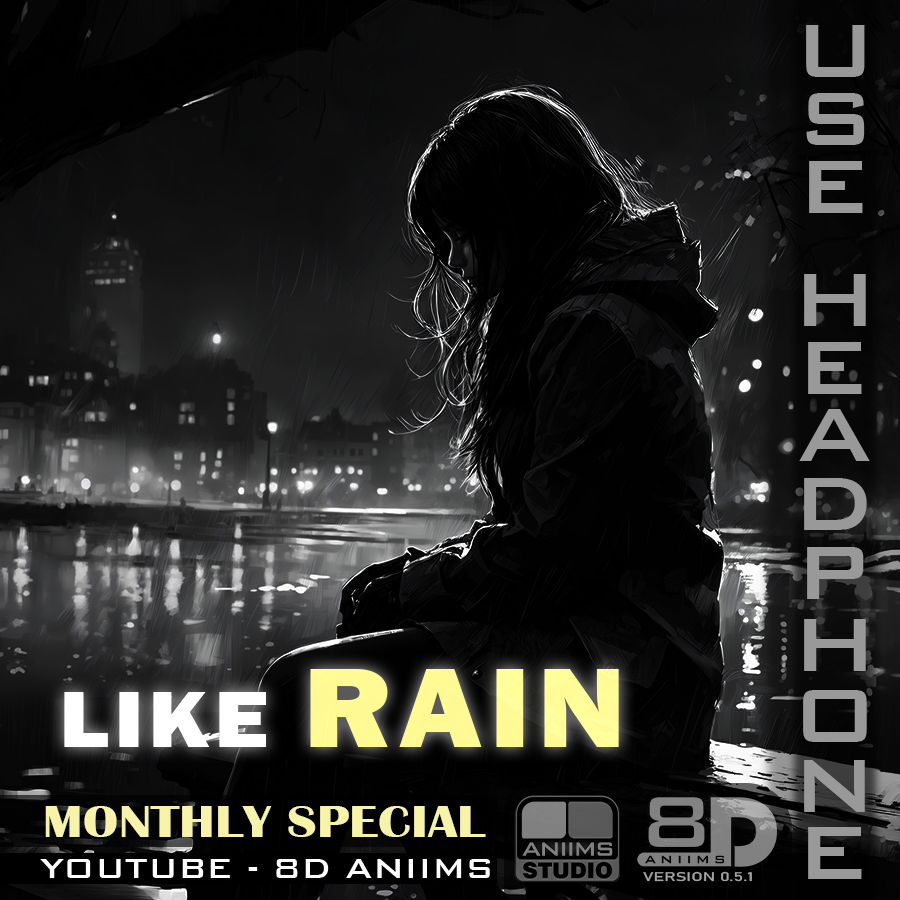 USE HEADPHONE
LIKE RAIN
MONTHLY SPECIAL
YOUTUBE - 8D ANIIMS
ANIIMS
STUDIO
8D
ANIIMS
VERSION 0.5.1